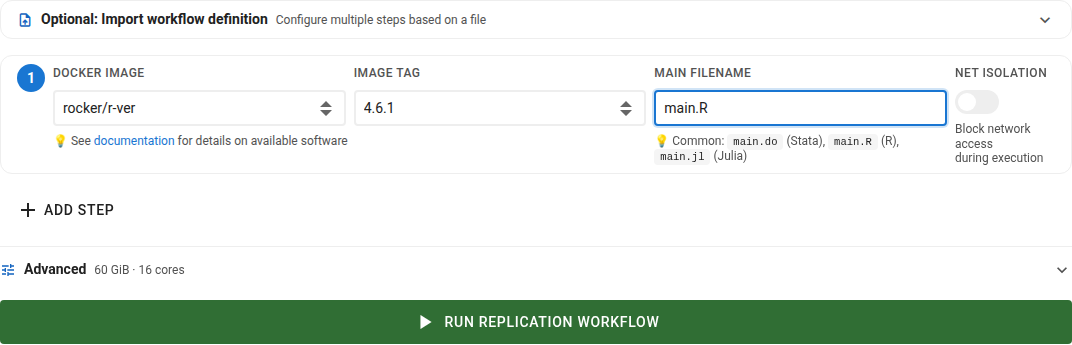 Optional: Import workflow definition Configure multiple steps based on a file
1 DOCKER IMAGE IMAGE TAG MAIN FILENAME NET ISOLATION
rocker/r-ver 4.6.1 main.R
💡 See documentation for details on available software
💡 Common: main.do (Stata), main.R (R),
main.jl (Julia)
Block network
access
during execution
ADD STEP
Advanced 60 GiB · 16 cores
RUN REPLICATION WORKFLOW